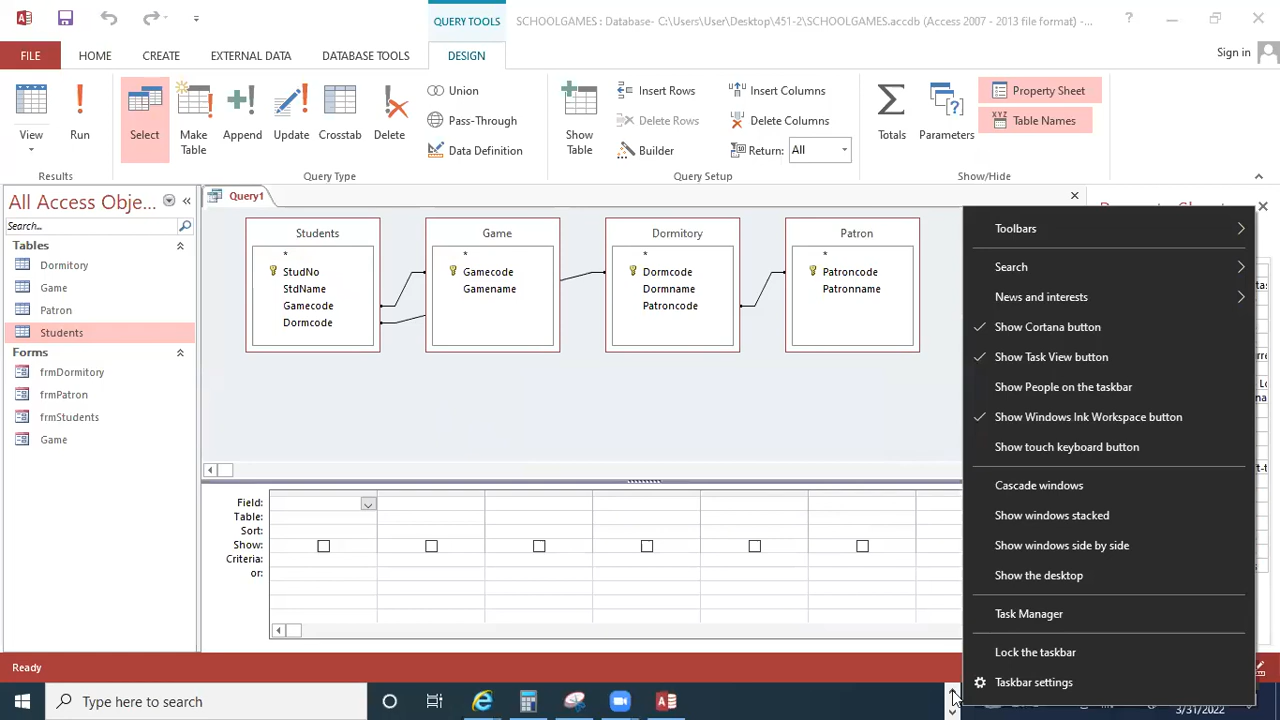 QUERY TOOLS
SCHOOLGAMES : Database- C:\Users\User\Desktop\451-2\SCHOOLGAMES.accdb (Access 2007 - 2013 file format) -...
?
FILE
HOME
CREATE
EXTERNAL DATA
DATABASE TOOLS
DESIGN
Sign in
View
Run
Select
Make
Table
Append
Update
Crosstab
Delete
Union
Pass-Through
Data Definition
Show
Table
Insert Rows
Delete Rows
Builder
Insert Columns
Delete Columns
Return: All
Totals
Parameters
Property Sheet
XYZ Table Names
Results
Query Type
Query Setup
Show/Hide
All Access Obje...
Search...
Tables
Dormitory
Game
Patron
Students
Forms
frmDormitory
frmPatron
frmStudents
Game
Query1
Students
*
StudNo
StdName
Gamecode
Dormcode
Game
*
Gamecode
Gamename
Dormitory
*
Dormcode
Dormname
Patroncode
Patron
*
Patroncode
Patronname
Field:
Table:
Sort:
Show:
Criteria:
or:
Toolbars
Search
News and interests
Show Cortana button
Show Task View button
Show People on the taskbar
Show Windows Ink Workspace button
Show touch keyboard button
Cascade windows
Show windows stacked
Show windows side by side
Show the desktop
Task Manager
Lock the taskbar
Taskbar settings
Ready
Type here to search
3/31/2022